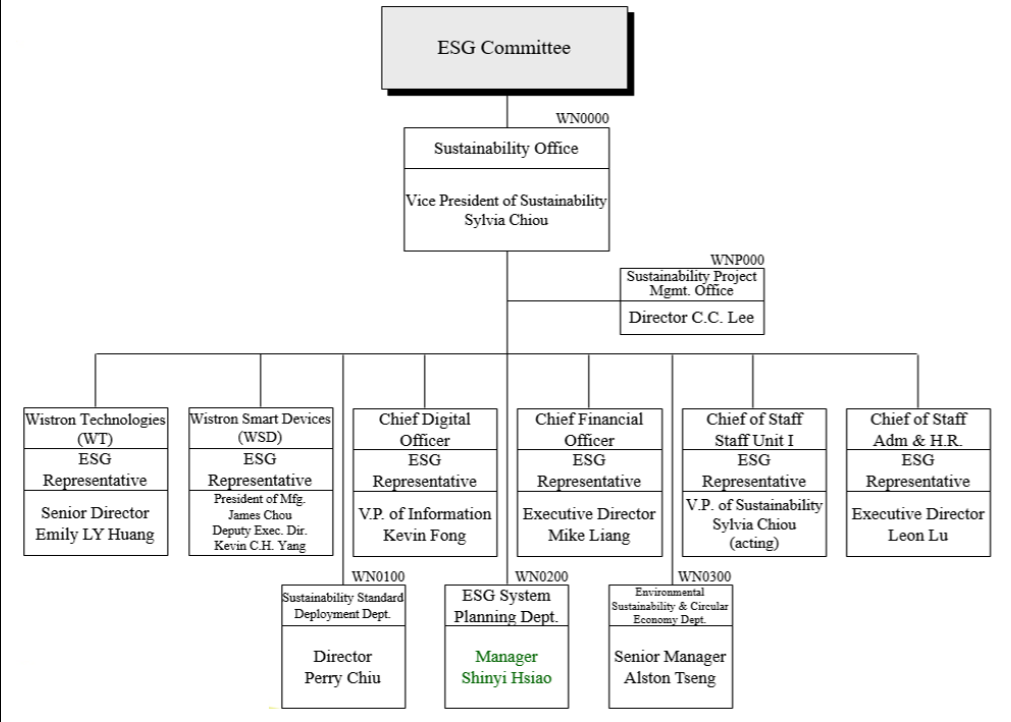 ESG Committee
WN0000
Sustainability Office
Vice President of Sustainability
Sylvia Chiou
WNP000
Sustainability Project
Mgmt. Office
Director C.C. Lee
Wistron Technologies
(WT)
ESG
Representative
Senior Director
Emily LY Huang
Wistron Smart Devices
(WSD)
ESG
Representative
President of Mfg.
James Chou
Deputy Exec. Dir.
Kevin C.H. Yang
Chief Digital
Officer
ESG
Representative
V.P. of Information
Kevin Fong
Chief Financial
Officer
ESG
Representative
Executive Director
Mike Liang
Chief of Staff
Staff Unit I
ESG
Representative
V.P. of Sustainability
Sylvia Chiou
(acting)
Chief of Staff
Adm & H.R.
ESG
Representative
Executive Director
Leon Lu
WN0100
Sustainability Standard
Deployment Dept.
Director
Perry Chiu
WN0200
ESG System
Planning Dept.
Manager
Shinyi Hsiao
WN0300
Environmental
Sustainability & Circular
Economy Dept.
Senior Manager
Alston Tseng